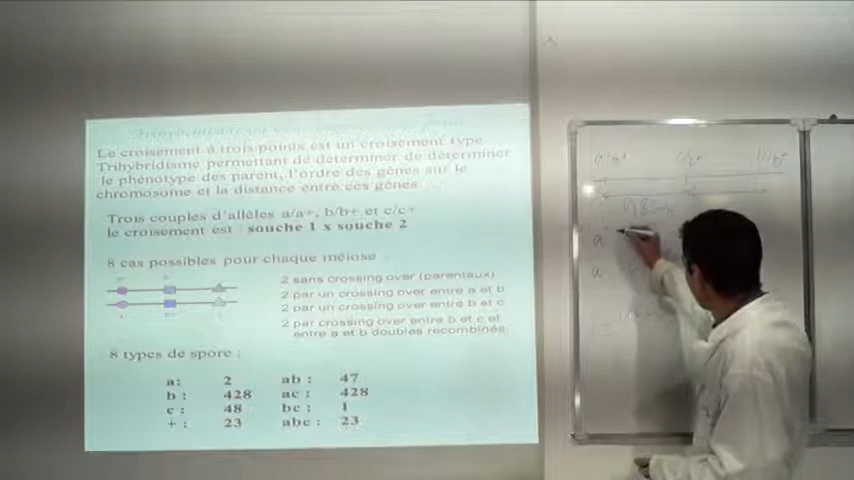 Le croisement à trois points est un croisement type
Trihybridisme permettant de déterminer de déterminer
le phénotype des parent, l'ordre des gènes sur le
chromosome et la distance entre ces gènes
Trois couples d'allèles a/a+, b/b+ et c/c+
le croisement est : souche 1 x souche 2
8 cas possibles pour chaque méiose
2 sans crossing over (parentaux)
2 par un crossing over entre a et b
2 par un crossing over entre b et c
2 par crossing over entre b et c et
entre a et b doubles recombinés
8 types de spore :
a: 2 ab : 47
b : 428 ac : 428
c : 48 bc : 1
+ : 23 abc : 23
a
a